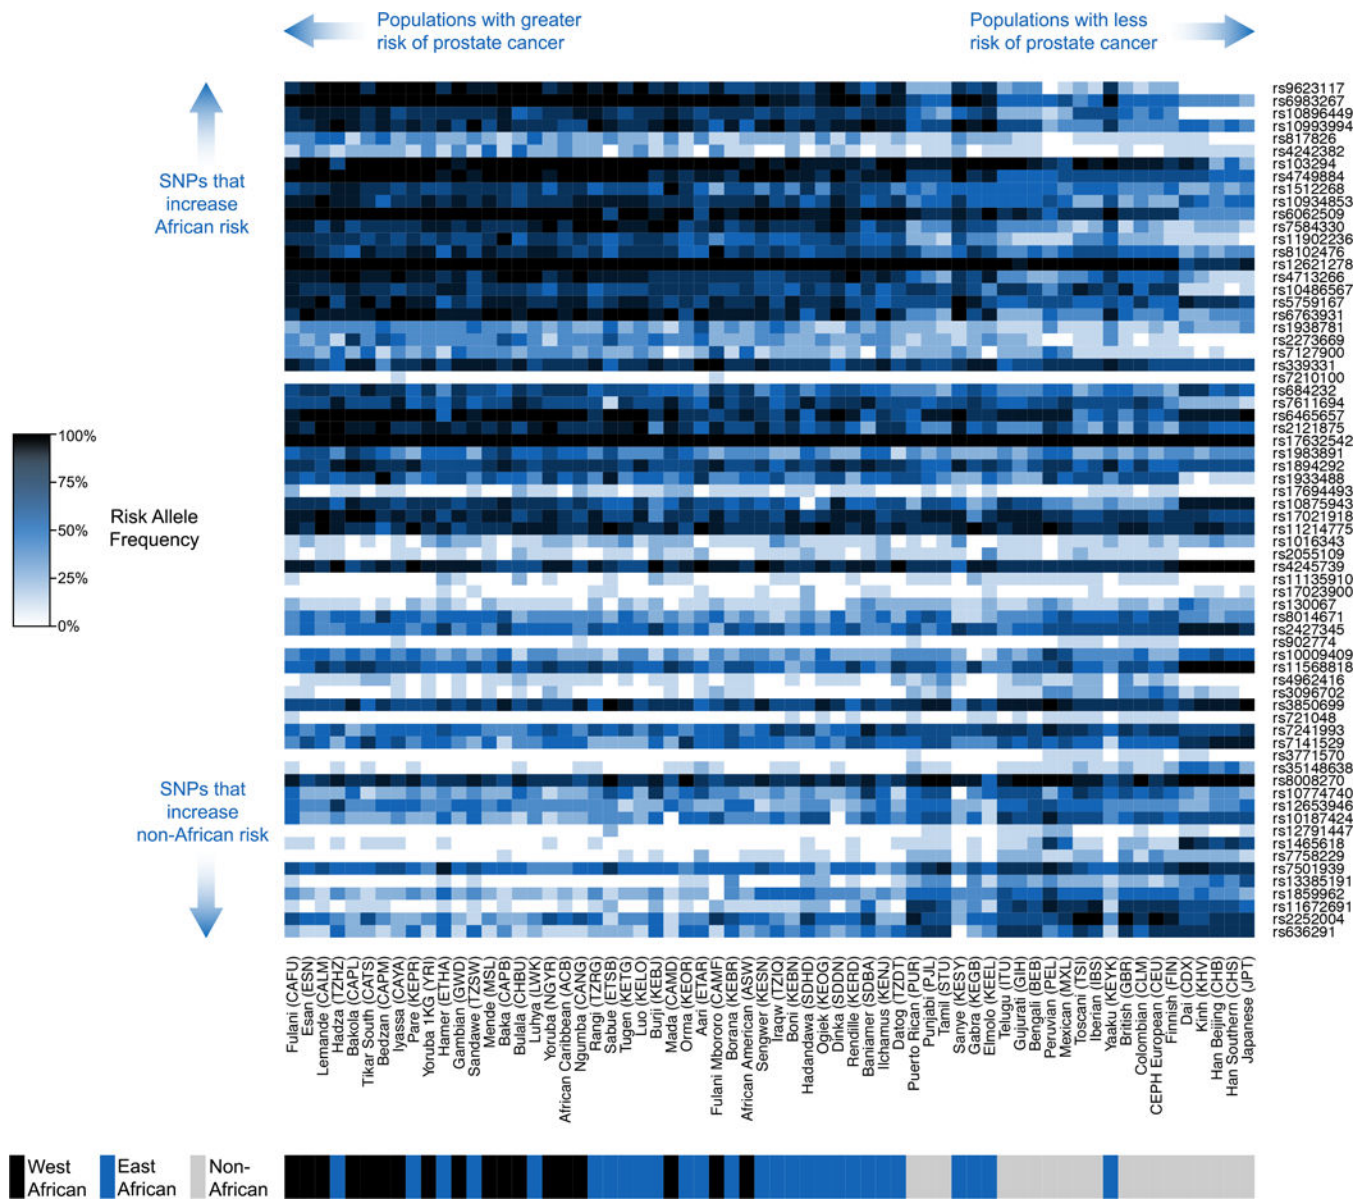 Populations with greater
risk of prostate cancer
Populations with less
risk of prostate cancer
SNPs that
increase
African risk
100%
75%
50%
25%
0%
Risk Allele
Frequency
SNPs that
increase
non-African risk
rs9623117
rs6983267
rs10896449
rs10993994
rs817826
rs4242382
rs103294
rs4749884
rs1512268
rs10934853
rs6062509
rs7584330
rs11902236
rs8102476
rs12621278
rs4713266
rs10486567
rs5759167
rs6763931
rs1938781
rs2273669
rs7127900
rs339331
rs7210100
rs684232
rs7611694
rs6465657
rs2121875
rs17632542
rs1983891
rs1894292
rs1933488
rs17694493
rs10875943
rs17021918
rs11214775
rs1016343
rs2055109
rs4245739
rs11135910
rs17023900
rs130067
rs8014671
rs2427345
rs902774
rs10009409
rs11568818
rs4962416
rs3096702
rs3850699
rs721048
rs7241993
rs7141529
rs3771570
rs35148638
rs8008270
rs10774740
rs12653946
rs10187424
rs12791447
rs1465618
rs7758229
rs7501939
rs13385191
rs1859962
rs11672691
rs2252004
rs636291
Fulani (CAFU)
Esan (ESN)
Lemande (CALM)
Hadza (TZHZ)
Bakola (CAPL)
Tikar South (CATS)
Bedzan (CAPM)
Iyassa (CAYA)
Pare (KEPR)
Yoruba 1KG (YRI)
Hamer (ETHA)
Gambian (GWD)
Sandawe (TZSW)
Mende (MSL)
Baka (CAPB)
Bulala (CHBU)
Luhya (LWK)
Yoruba (NGYR)
African Caribbean (ACB)
Ngumba (CANG)
Rangi (TZRG)
Sabue (ETSB)
Tugen (KETG)
Luo (KELO)
Burji (KEBJ)
Mada (CAMD)
Orma (KEOR)
Aari (ETAR)
Fulani Mbororo (CAMF)
Borana (KEBR)
African American (ASW)
Sengwer (KESN)
Iraqw (TZIQ)
Boni (KEBN)
Hadandawa (SDHD)
Ogiek (KEOG)
Dinka (SDDN)
Rendille (KERD)
Baniamer (SDBA)
Ilchamus (KENJ)
Datog (TZDT)
Puerto Rican (PUR)
Punjabi (PJL)
Tamil (STU)
Sanye (KESY)
Gabra (KEGB)
Elmolo (KEEL)
Telugu (ITU)
Gujurati (GIH)
Bengali (BEB)
Peruvian (PEL)
Mexican (MXL)
Toscani (TSI)
Iberian (IBS)
Yaaku (KEYK)
British (GBR)
Colombian (CLM)
CEPH European (CEU)
Finnish (FIN)
Dai (CDX)
Kinh (KHV)
Han Beijing (CHB)
Han Southern (CHS)
Japanese (JPT)
West
African
East
African
Non-
African